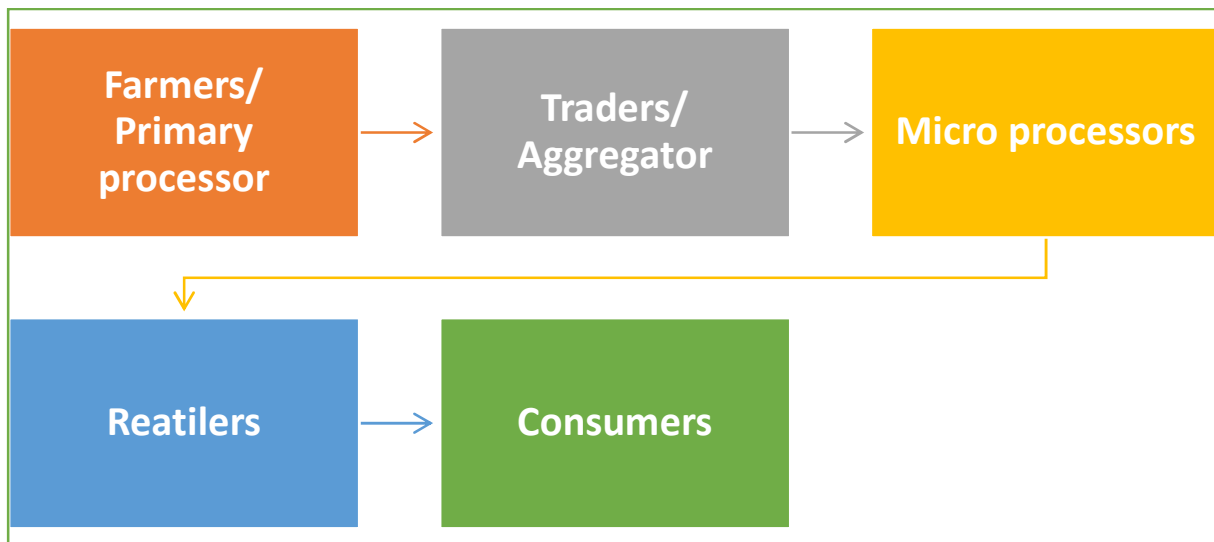 Farmers/
Primary
processor
Traders/
Aggregator
Micro processors
Reatilers
Consumers